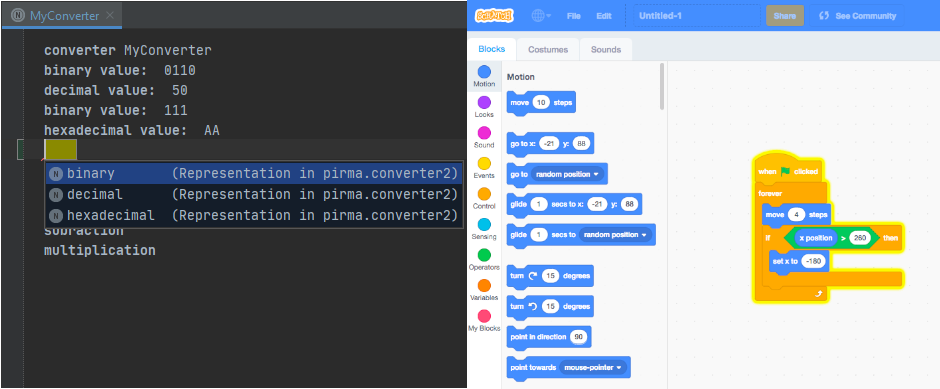 MyConverter
converter MyConverter
binary value: 0110
decimal value: 50
binary value: 111
hexadecimal value: AA
binary (Representation in pirma.converter2)
decimal (Representation in pirma.converter2)
hexadecimal (Representation in pirma.converter2)
multiplication
SCRATCH File Edit Untitled-1 Share See Community
Blocks Costumes Sounds
Motion
Looks
Sound
Events
Control
Sensing
Operators
Variables
My Blocks
Motion
move 10 steps
go to x: -21 y: 88
go to random position
glide 1 secs to x: -21 y: 88
glide 1 secs to random position
turn 15 degrees
turn 15 degrees
point in direction 90
point towards mouse-pointer
when clicked
forever
move 4 steps
if x position > 260 then
set x to -180